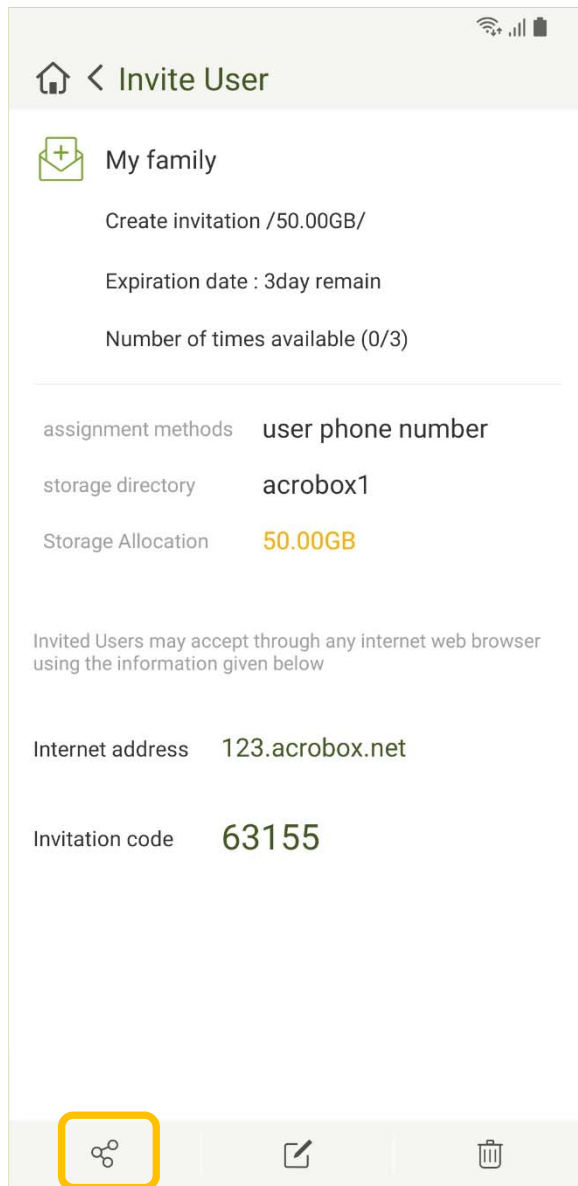 Invite User
My family
Create invitation /50.00GB/
Expiration date : 3day remain
Number of times available (0/3)
assignment methods user phone number
storage directory acrobox1
Storage Allocation 50.00GB
Invited Users may accept through any internet web browser
using the information given below
Internet address 123.acrobox.net
Invitation code 63155